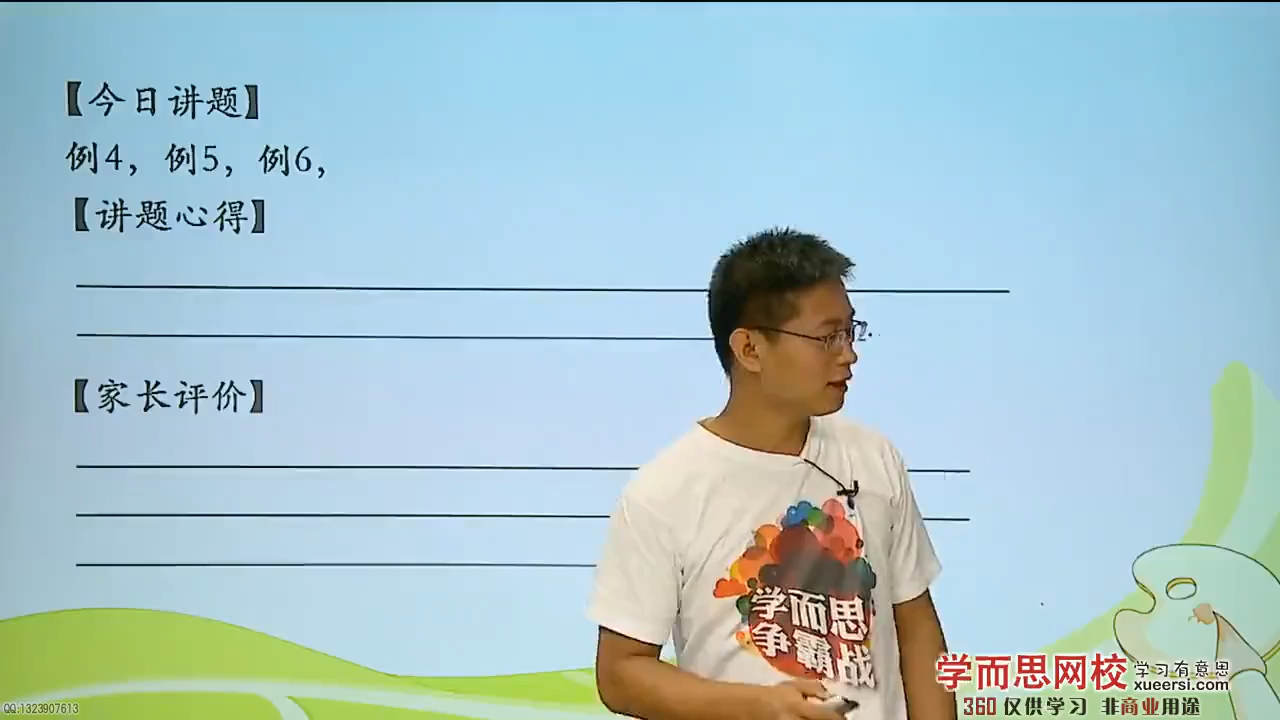 【今日讲题】
例4，例5，例6，
【讲题心得】
【家长评价】
学而思
争霸战
学而思网校 学习有意思
xueersi.com
360 仅供学习 非商业用途
QQ:1323907613